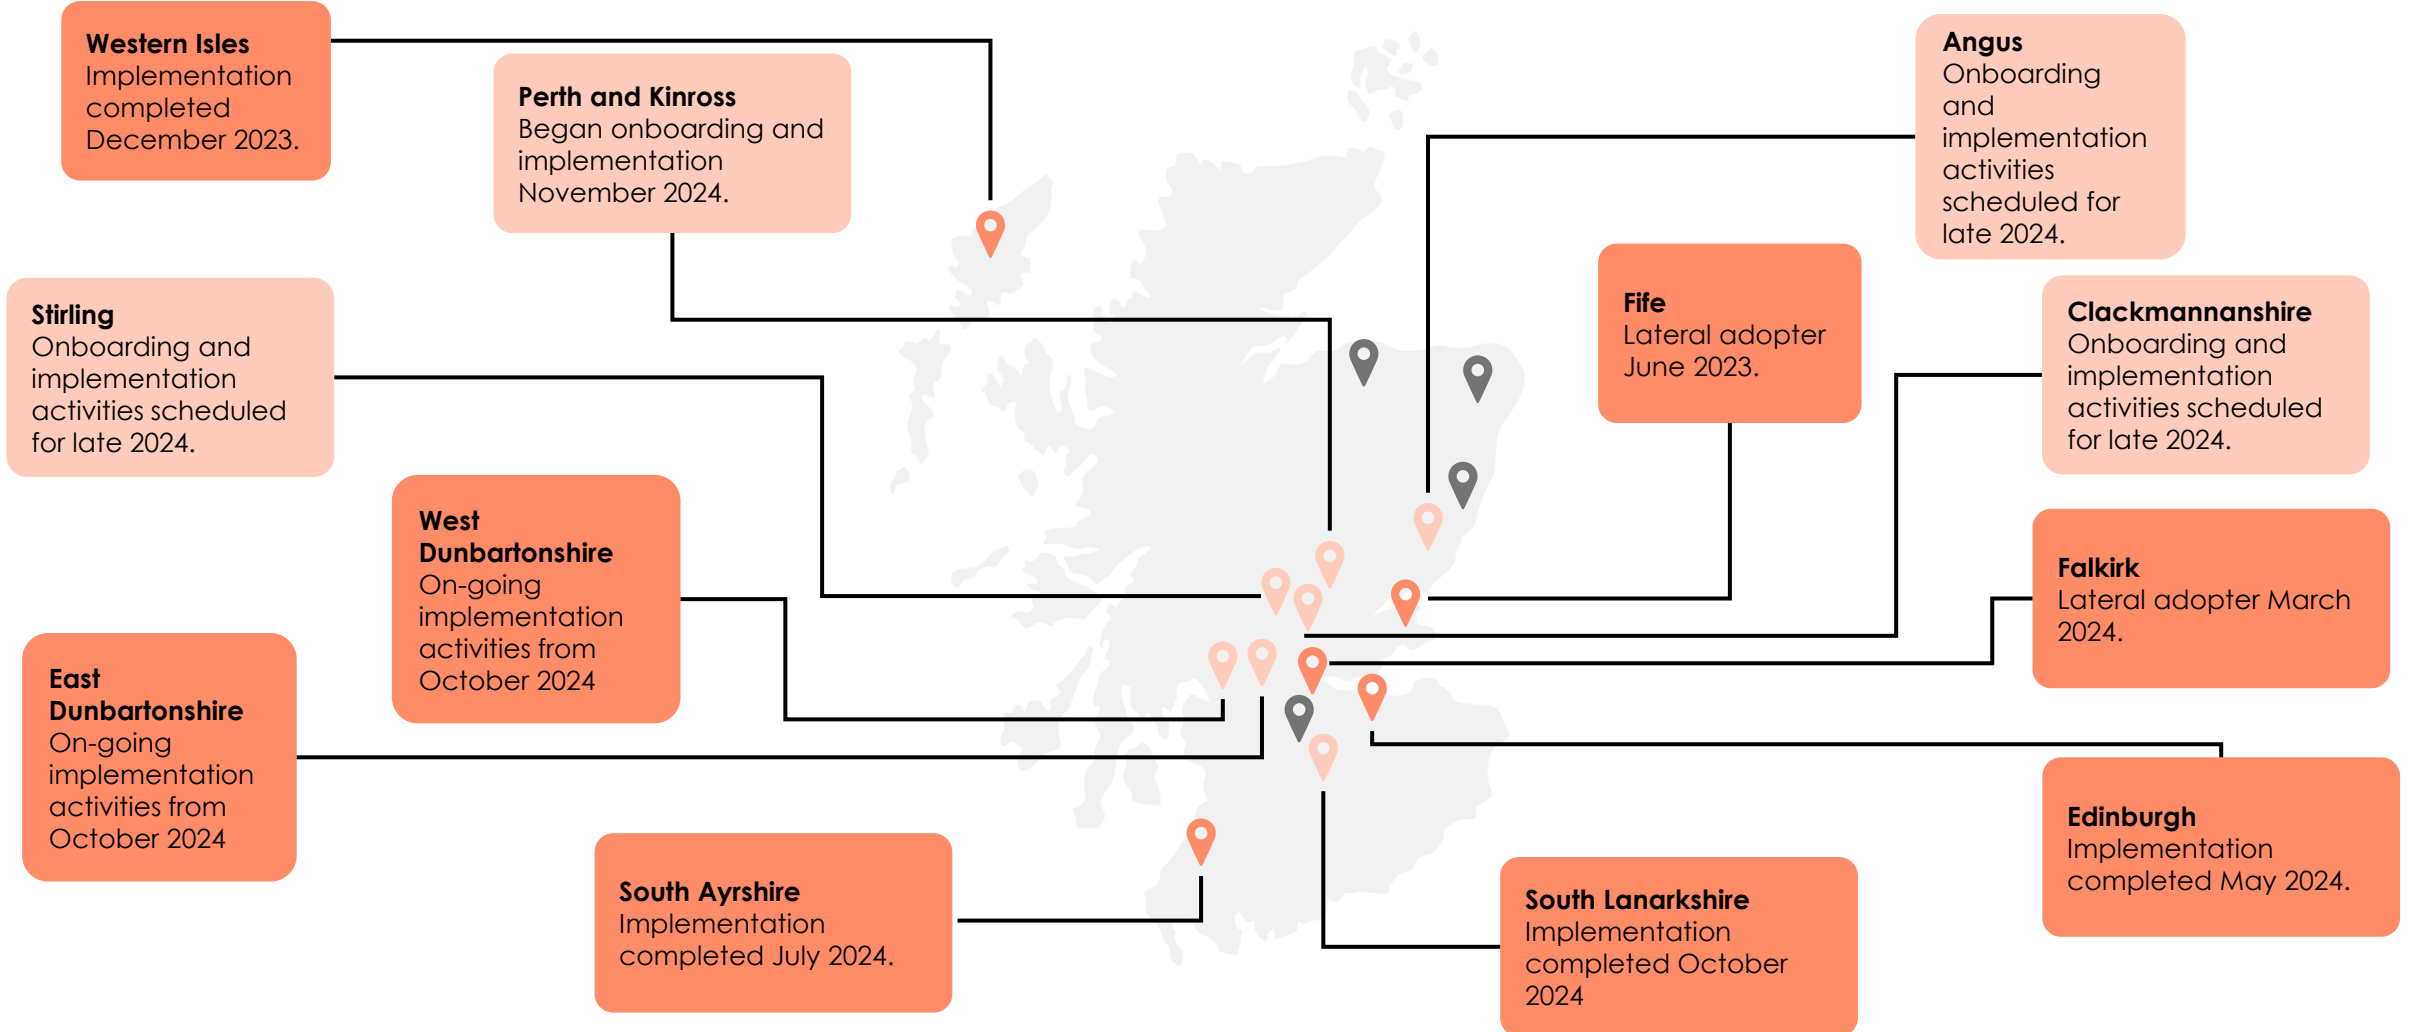 Western Isles
Implementation
completed
December 2023.
Perth and Kinross
Began onboarding and
implementation
November 2024.
Angus
Onboarding
and
implementation
activities
scheduled for
late 2024.
Stirling
Onboarding and
implementation
activities scheduled
for late 2024.
Fife
Lateral adopter
June 2023.
Clackmannanshire
Onboarding and
implementation
activities scheduled
for late 2024.
West
Dunbartonshire
On-going
implementation
activities from
October 2024
Falkirk
Lateral adopter March
2024.
East
Dunbartonshire
On-going
implementation
activities from
October 2024
South Ayrshire
Implementation
completed July 2024.
South Lanarkshire
Implementation
completed October
2024
Edinburgh
Implementation
completed May 2024.